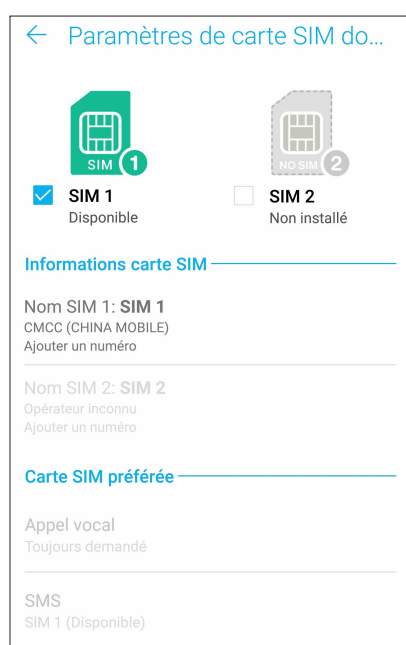 Paramètres de carte SIM do...
SIM 1
NO SIM 2
SIM 1
Disponible
SIM 2
Non installé
Informations carte SIM
Nom SIM 1: SIM 1
CMCC (CHINA MOBILE)
Ajouter un numéro
Nom SIM 2: SIM 2
Opérateur inconnu
Ajouter un numéro
Carte SIM préférée
Appel vocal
Toujours demandé
SMS
SIM 1 (Disponible)